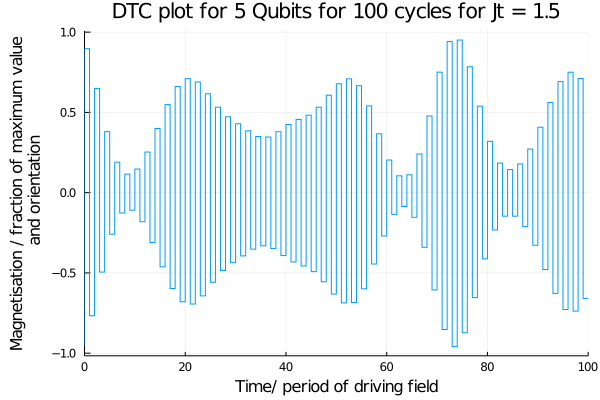 DTC plot for 5 Qubits for 100 cycles for Jt = 1.5
Magnetisation / fraction of maximum value
and orientation
1.0
0.5
0.0
−0.5
−1.0
0 20 40 60 80 100
Time/ period of driving field